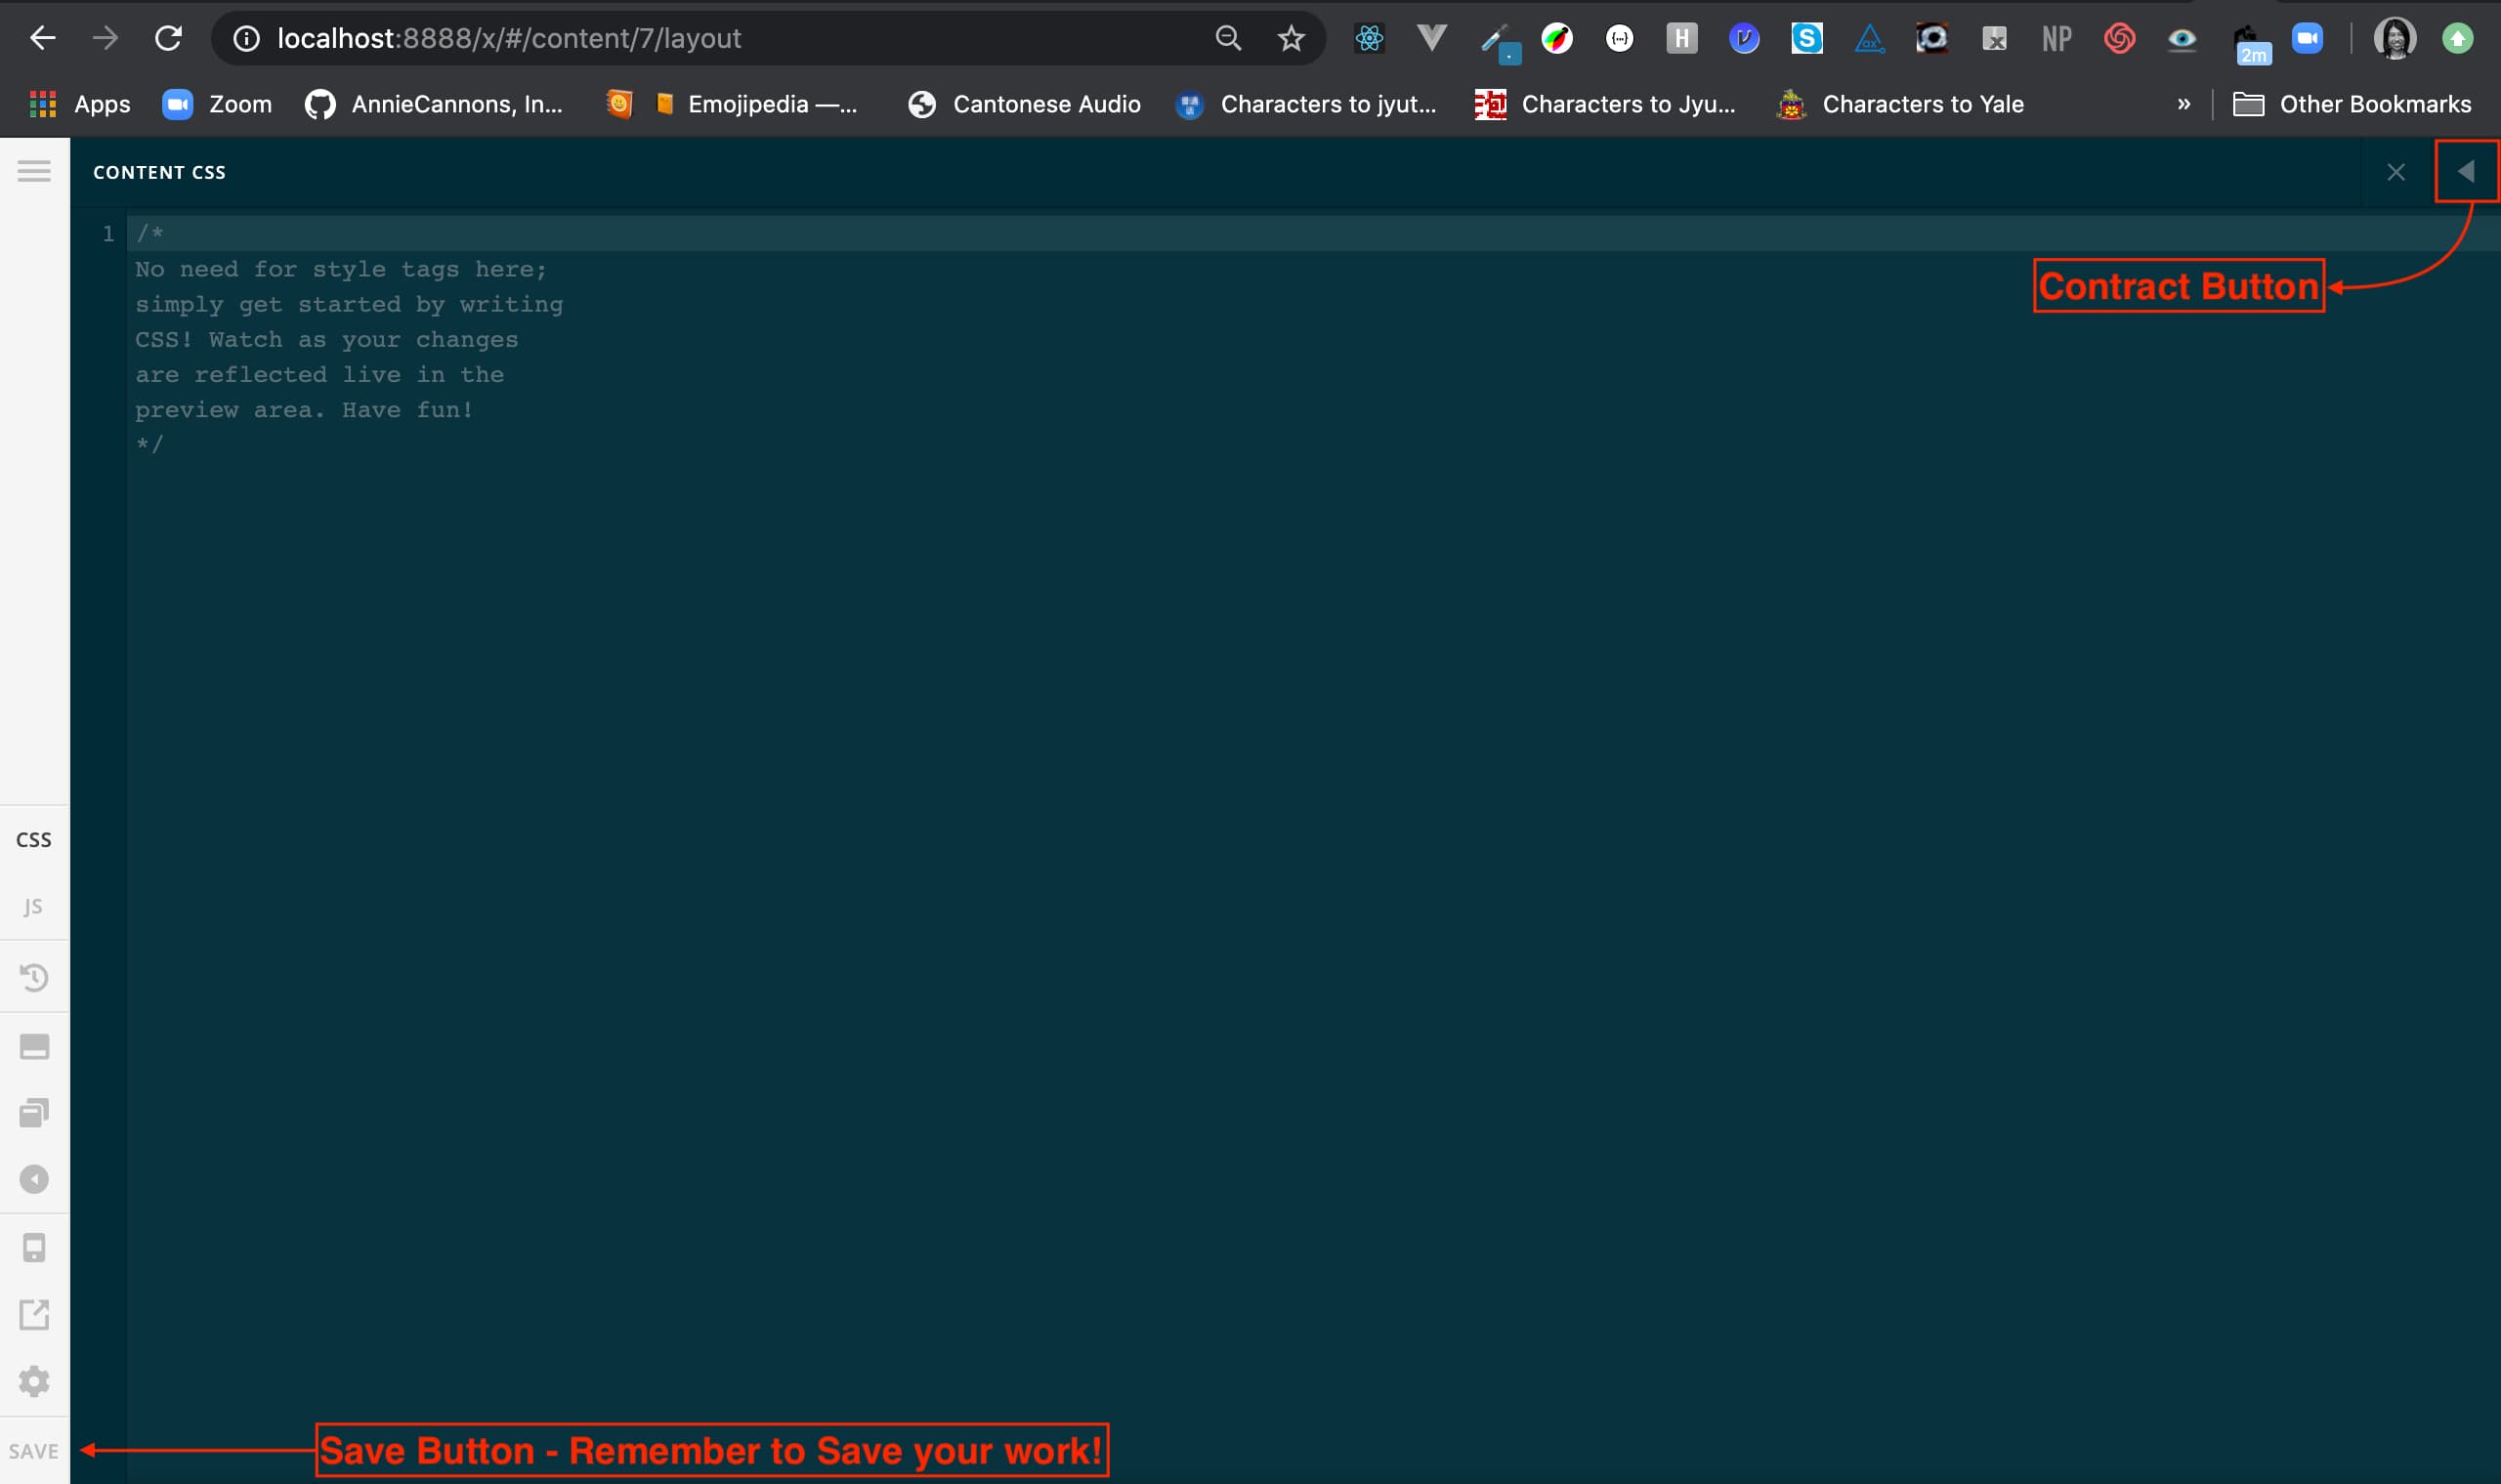 localhost:8888/x/#/content/7/layout
NP
2m
Apps
Zoom
AnnieCannons, In...
Emojipedia —...
Cantonese Audio
Characters to jyut...
Characters to Jyu...
Characters to Yale
»
Other Bookmarks
CONTENT CSS
1
/*
No need for style tags here;
simply get started by writing
CSS! Watch as your changes
are reflected live in the
preview area. Have fun!
*/
Contract Button
CSS
JS
SAVE
Save Button - Remember to Save your work!